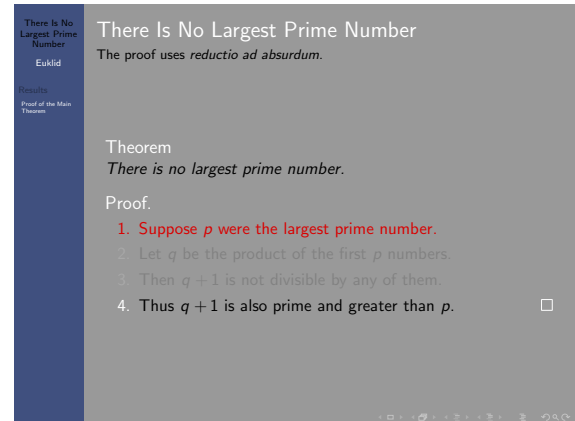 There Is No
Largest Prime
Number
Euklid
Results
Proof of the Main
Theorem
There Is No Largest Prime Number
The proof uses reductio ad absurdum.
Theorem
There is no largest prime number.
Proof.
1. Suppose p were the largest prime number.
2. Let q be the product of the first p numbers.
3. Then q + 1 is not divisible by any of them.
4. Thus q + 1 is also prime and greater than p.